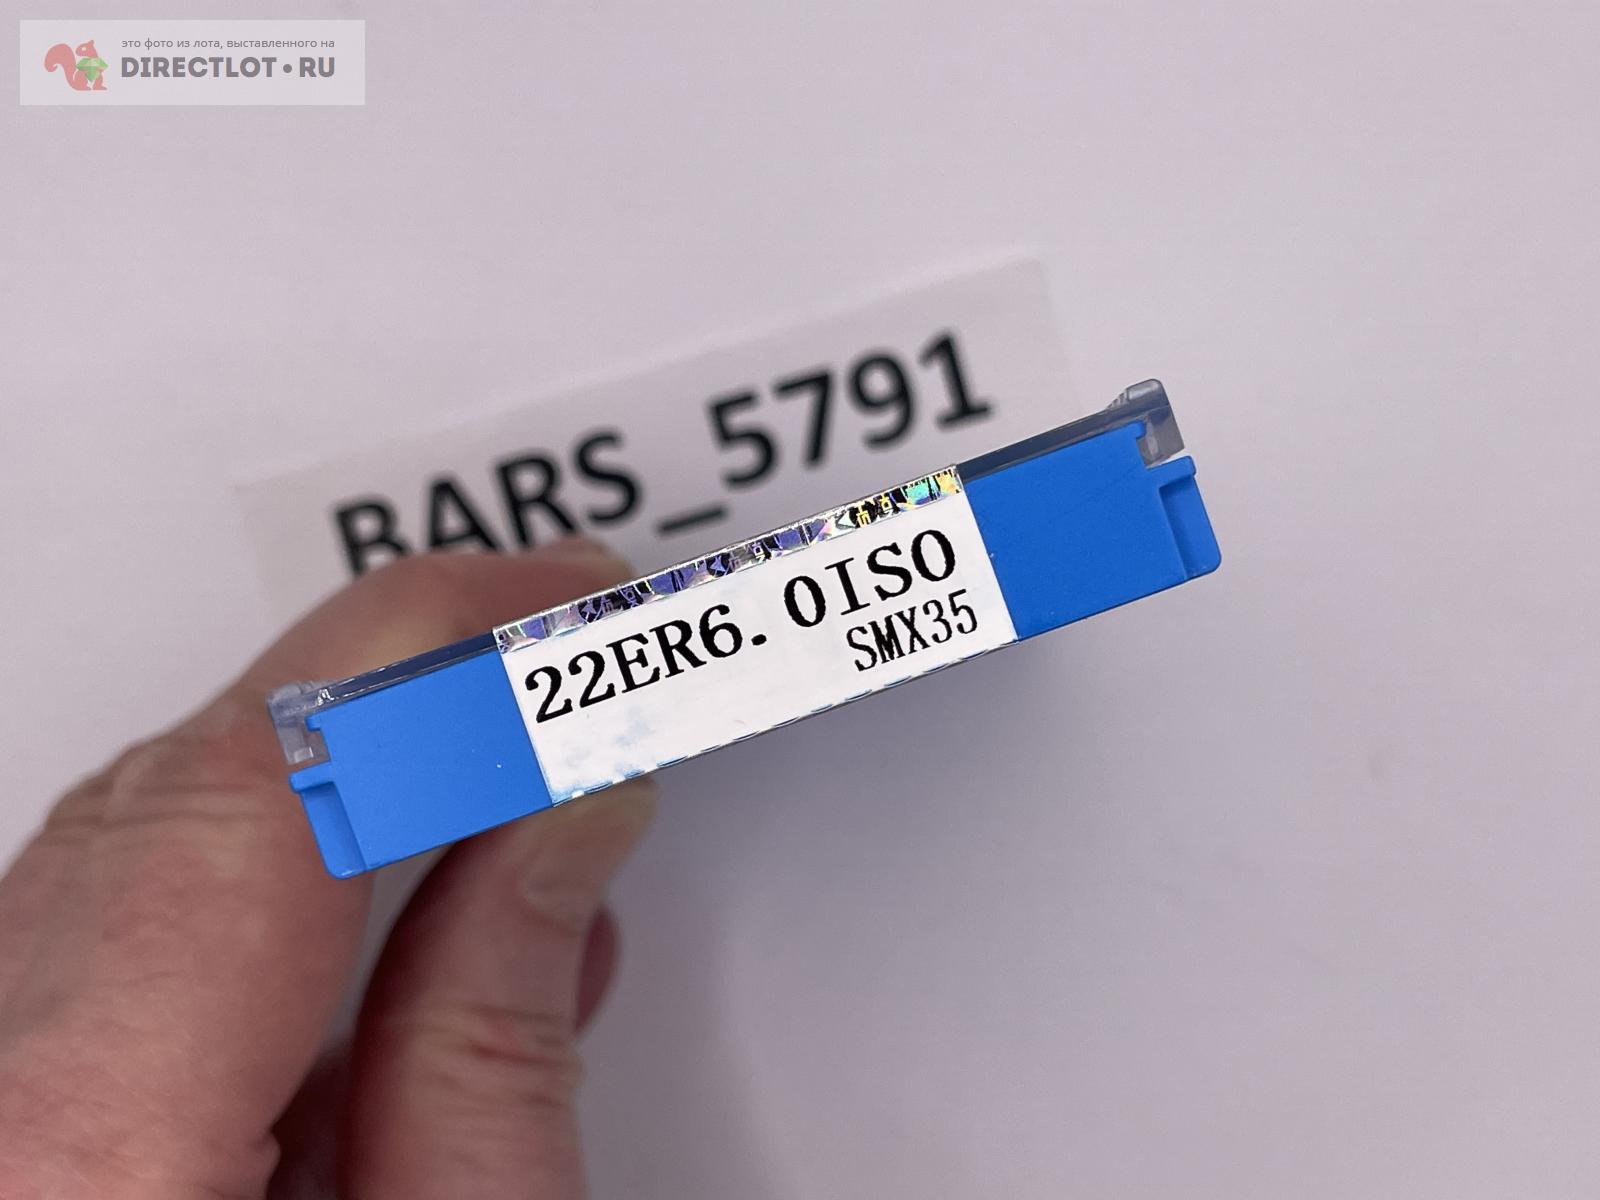 это фото из лота, выставленного на
DIRECTLOT•RU
BARS_5791
22ER6.0ISO
SMX35